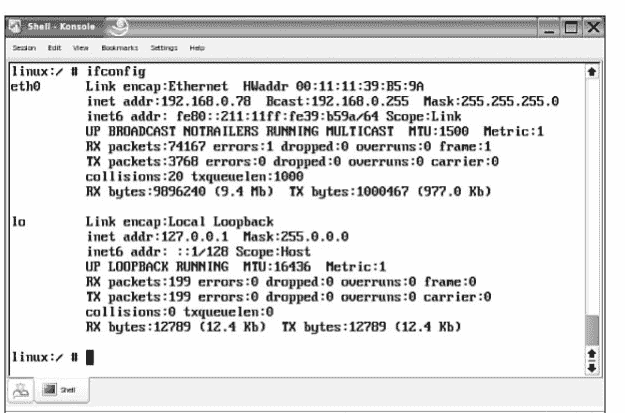 Shell - Konsole
Session Edit View Bookmarks Settings Help
linux:/ # ifconfig
eth0 Link encap:Ethernet HWaddr 00:11:11:39:B5:9A
inet addr:192.168.0.78 Bcast:192.168.0.255 Mask:255.255.255.0
inet6 addr: fe80::211:11ff:fe39:b59a/64 Scope:Link
UP BROADCAST NOTRAILERS RUNNING MULTICAST MTU:1500 Metric:1
RX packets:74167 errors:1 dropped:0 overruns:0 frame:1
TX packets:3768 errors:0 dropped:0 overruns:0 carrier:0
collisions:20 txqueuelen:1000
RX bytes:9896240 (9.4 Mb) TX bytes:1000467 (977.0 Kb)
lo Link encap:Local Loopback
inet addr:127.0.0.1 Mask:255.0.0.0
inet6 addr: ::1/128 Scope:Host
UP LOOPBACK RUNNING MTU:16436 Metric:1
RX packets:199 errors:0 dropped:0 overruns:0 frame:0
TX packets:199 errors:0 dropped:0 overruns:0 carrier:0
collisions:0 txqueuelen:0
RX bytes:12789 (12.4 Kb) TX bytes:12789 (12.4 Kb)
linux:/ #
Shell